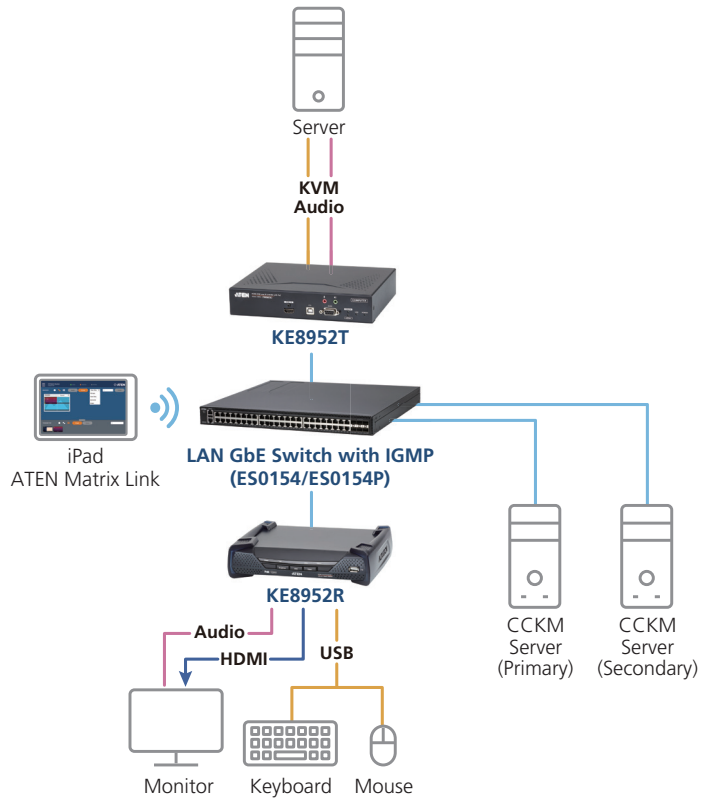 Server
KVM
Audio
KE8952T
iPad
ATEN Matrix Link
LAN GbE Switch with IGMP
(ES0154/ES0154P)
KE8952R
Audio
HDMI
USB
CCKM
Server
(Primary)
CCKM
Server
(Secondary)
Monitor
Keyboard
Mouse